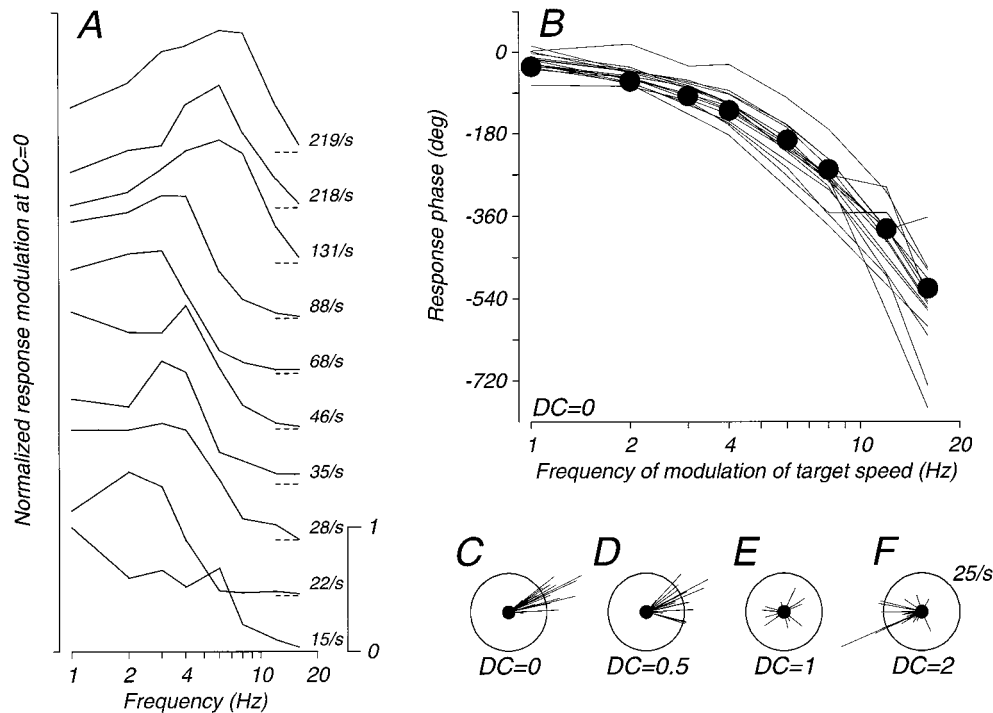 A
Normalized response modulation at DC=0
219/s
218/s
131/s
88/s
68/s
46/s
35/s
28/s
22/s
15/s
1
0
1 2 4 10 20
Frequency (Hz)
B
Response phase (deg)
0
-180
-360
-540
-720
DC=0
1 2 4 10 20
Frequency of modulation of target speed (Hz)
C
DC=0
D
DC=0.5
E
DC=1
F
25/s
DC=2